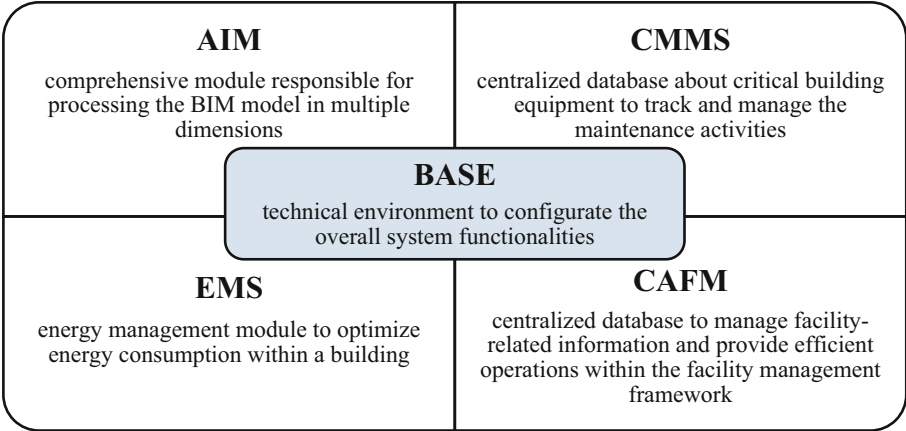 AIM
comprehensive module responsible for
processing the BIM model in multiple
dimensions
CMMS
centralized database about critical building
equipment to track and manage the
maintenance activities
BASE
technical environment to configurate the
overall system functionalities
EMS
energy management module to optimize
energy consumption within a building
CAFM
centralized database to manage facility-
related information and provide efficient
operations within the facility management
framework